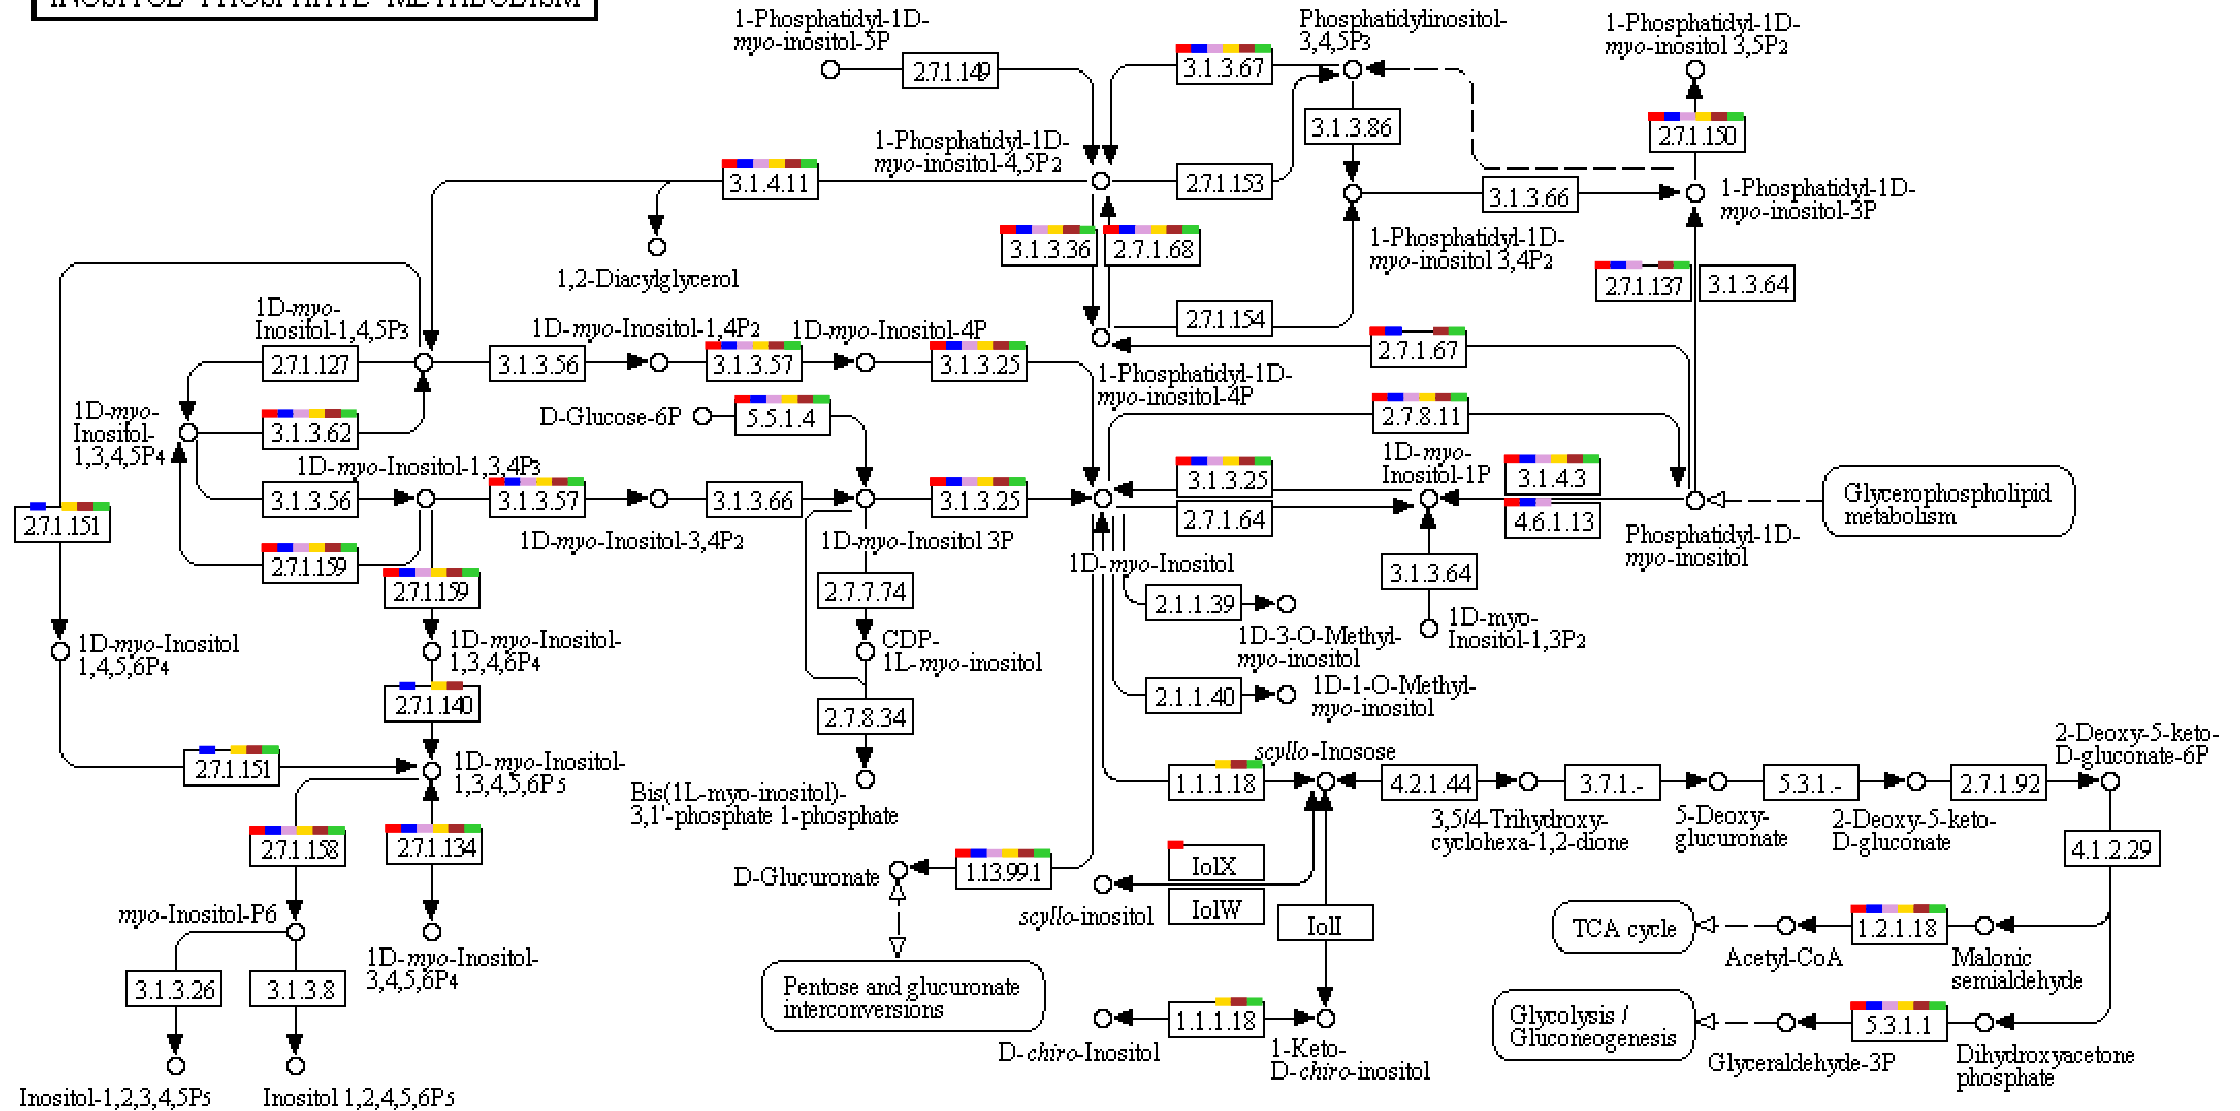 INOSITOL PHOSPHATE METABOLISM
1-Phosphatidyl-1D-
myo-inositol-5P
2.7.1.149
3.1.3.67
Phosphatidylinositol-
3,4,5P3
1-Phosphatidyl-1D-
myo-inositol 3,5P2
3.1.3.86
2.7.1.150
1-Phosphatidyl-1D-
myo-inositol-4,5P2
3.1.4.11
2.7.1.153
3.1.3.66
1-Phosphatidyl-1D-
myo-inositol-3P
1,2-Diacylglycerol
3.1.3.36
2.7.1.68
1-Phosphatidyl-1D-
myo-inositol 3,4P2
2.7.1.137
3.1.3.64
2.7.1.154
1D-myo-
Inositol-1,4,5P3
1D-myo-Inositol-1,4P2
1D-myo-Inositol-4P
2.7.1.67
2.7.1.127
3.1.3.56
3.1.3.57
3.1.3.25
1-Phosphatidyl-1D-
myo-inositol-4P
1D-myo-
Inositol-
1,3,4,5P4
3.1.3.62
D-Glucose-6P
5.5.1.4
2.7.8.11
1D-myo-Inositol-1,3,4P3
1D-myo-
Inositol-1P
3.1.3.56
3.1.3.57
3.1.3.66
3.1.3.25
3.1.3.25
2.7.1.64
3.1.4.3
4.6.1.13
Glycerophospholipid
metabolism
2.7.1.151
1D-myo-Inositol-3,4P2
1D-myo-Inositol 3P
1D-myo-Inositol
Phosphatidyl-1D-
myo-inositol
2.7.1.159
2.7.1.159
2.7.7.74
2.1.1.39
3.1.3.64
1D-myo-Inositol
1,4,5,6P4
1D-myo-Inositol-
1,3,4,6P4
CDP-
1L-myo-inositol
1D-3-O-Methyl-
myo-inositol
1D-myo-
Inositol-1,3P2
2.7.1.140
2.7.8.34
2.1.1.40
1D-1-O-Methyl-
myo-inositol
2.7.1.151
1D-myo-Inositol-
1,3,4,5,6P5
Bis(1L-myo-inositol)-
3,1'-phosphate 1-phosphate
scyllo-Inosose
1.1.1.18
4.2.1.44
3.7.1.-
5.3.1.-
2.7.1.92
2-Deoxy-5-keto-
D-gluconate-6P
3,5/4-Trihydroxy-
cyclohexa-1,2-dione
5-Deoxy-
glucuronate
2-Deoxy-5-keto-
D-gluconate
2.7.1.158
2.7.1.134
4.1.2.29
D-Glucuronate
1.13.99.1
IolX
IolW
scyllo-inositol
IolI
myo-Inositol-P6
1D-myo-Inositol-
3,4,5,6P4
3.1.3.26
3.1.3.8
TCA cycle
Acetyl-CoA
1.2.1.18
Malonic
semialdehyde
Pentose and glucuronate
interconversions
1.1.1.18
D-chiro-Inositol
1-Keto-
D-chiro-inositol
Glycolysis /
Gluconeogenesis
Glyceraldehyde-3P
5.3.1.1
Dihydroxyacetone
phosphate
Inositol-1,2,3,4,5P5
Inositol 1,2,4,5,6P5